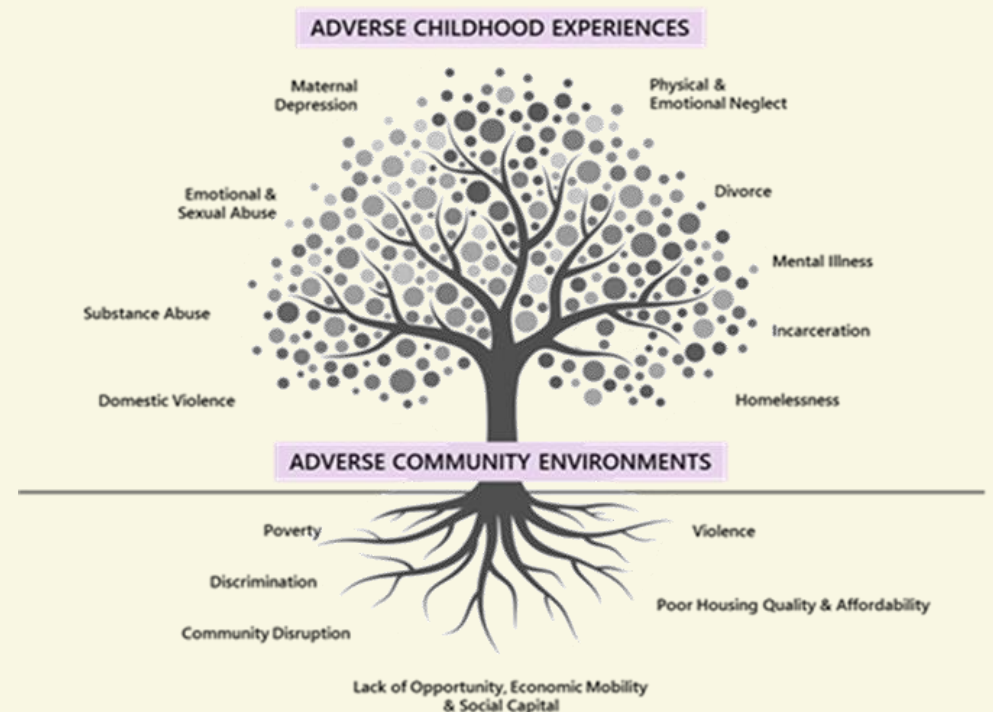 ADVERSE CHILDHOOD EXPERIENCES
Maternal
Depression
Physical &
Emotional Neglect
Emotional &
Sexual Abuse
Divorce
Mental Illness
Substance Abuse
Incarceration
Domestic Violence
Homelessness
ADVERSE COMMUNITY ENVIRONMENTS
Poverty
Violence
Discrimination
Poor Housing Quality & Affordability
Community Disruption
Lack of Opportunity, Economic Mobility
& Social Capital